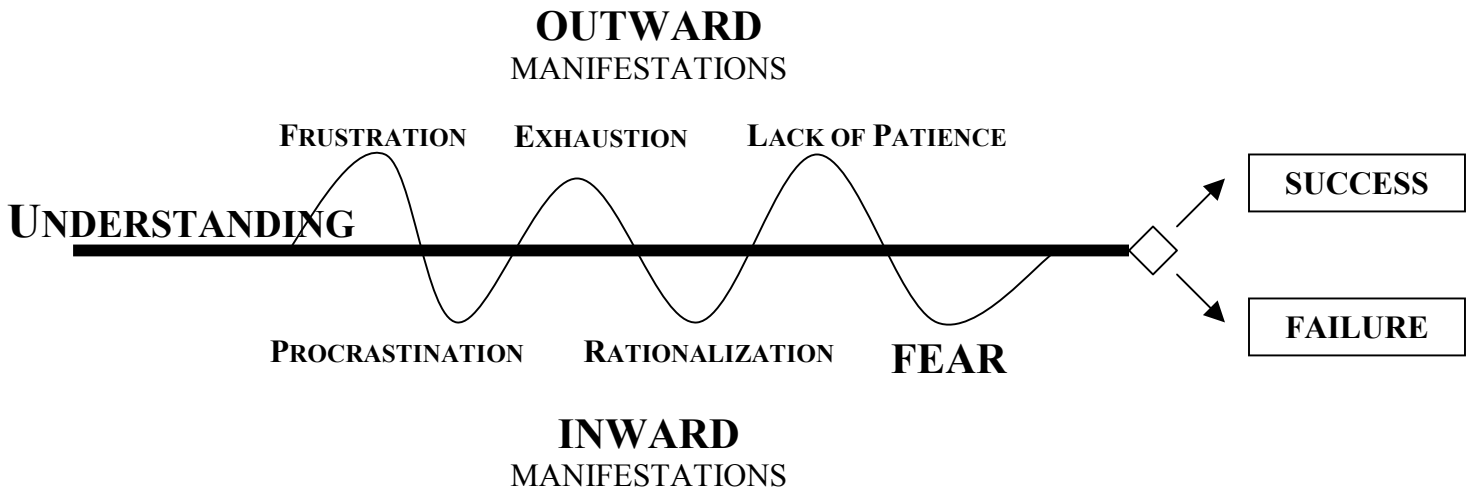 OUTWARD
MANIFESTATIONS
FRUSTRATION EXHAUSTION LACK OF PATIENCE
SUCCESS
UNDERSTANDING
FAILURE
PROCRASTINATION RATIONALIZATION FEAR
INWARD
MANIFESTATIONS